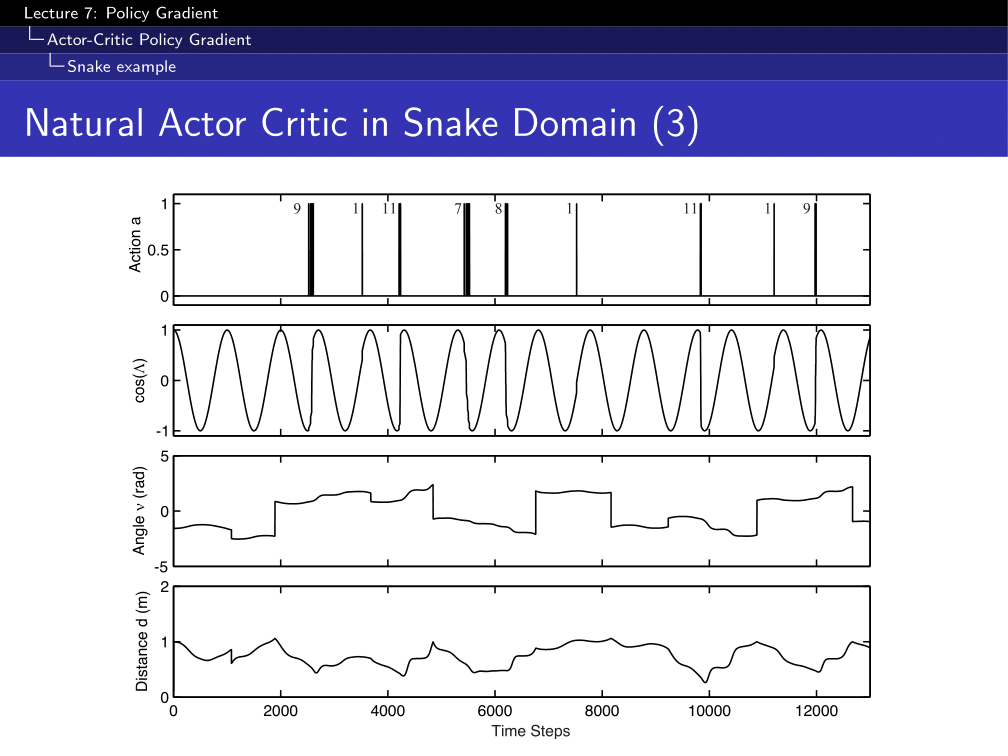 Lecture 7: Policy Gradient
Actor-Critic Policy Gradient
Snake example
Natural Actor Critic in Snake Domain (3)
Action a
1
0.5
0
9 1 11 7 8 1 11 1 9
cos(Λ)
1
0
-1
Angle ν (rad)
5
0
-5
Distance d (m)
2
1
0
0 2000 4000 6000 8000 10000 12000
Time Steps